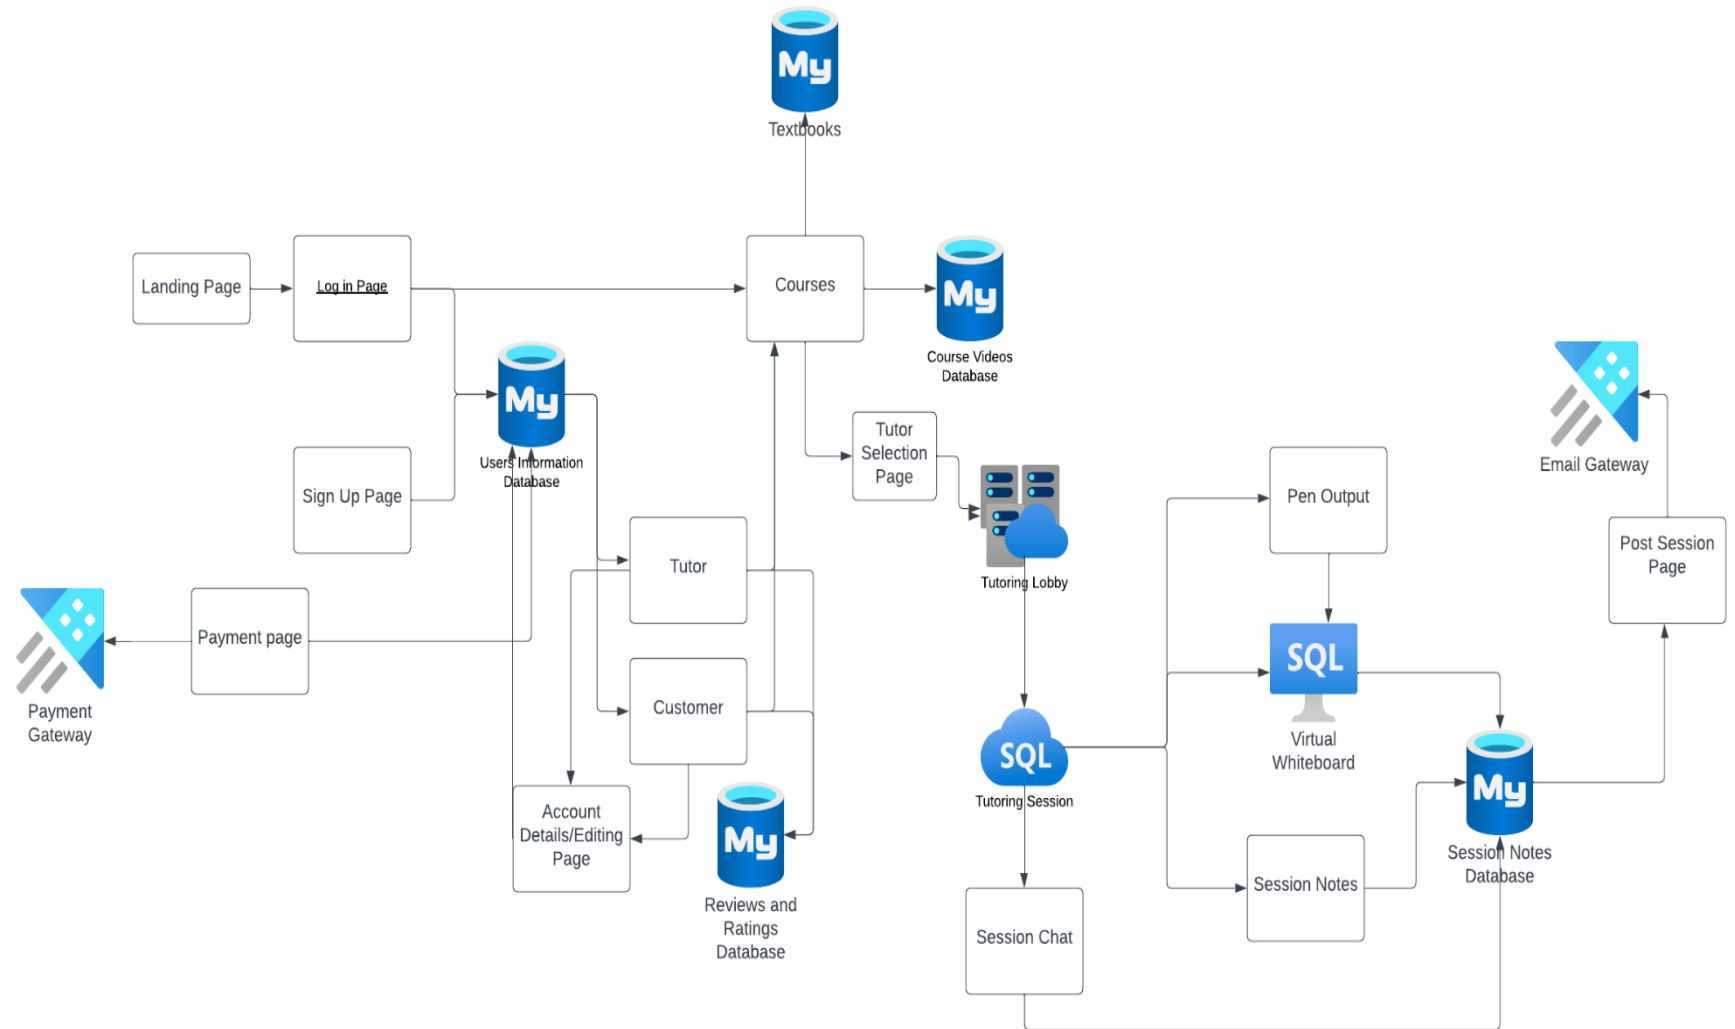 My
Textbooks
Landing Page
Log in Page
Courses
My
Course Videos
Database
My
Users Information
Database
Sign Up Page
Tutor
Selection
Page
Tutoring Lobby
Pen Output
Email Gateway
Post Session
Page
Tutor
Payment page
Payment
Gateway
Customer
SQL
Virtual
Whiteboard
SQL
Tutoring Session
My
Session Notes
Database
Account
Details/Editing
Page
My
Reviews and
Ratings
Database
Session Notes
Session Chat